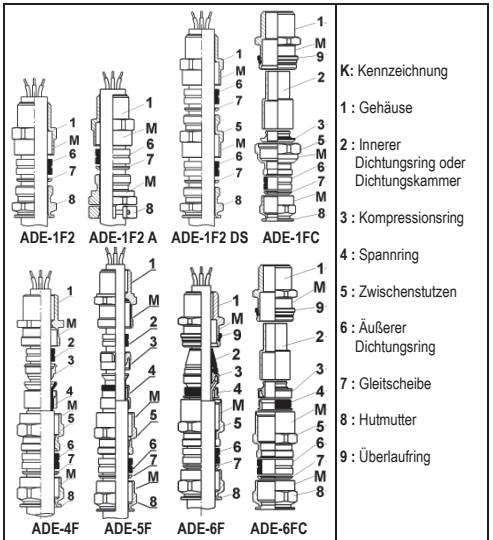 1
M
6
7
8
ADE-1F2
1
M
6
7
M
8
ADE-1F2 A
1
M
6
7
5
M
6
7
8
ADE-1F2 DS
1
M
9
2
3
5
M
6
7
M
8
ADE-1FC
1
M
2
3
4
M
5
6
7
M
8
ADE-4F
1
M
2
3
4
M
5
6
7
M
8
ADE-5F
1
M
9
2
3
4
M
5
6
7
M
8
ADE-6F
1
M
9
2
3
4
M
5
6
7
M
8
ADE-6FC
K: Kennzeichnung
1 : Gehäuse
2 : Innerer
Dichtungsring oder
Dichtungskammer
3 : Kompressionsring
4 : Spannring
5 : Zwischenstutzen
6 : Äußerer
Dichtungsring
7 : Gleitscheibe
8 : Hutmutter
9 : Überlaufring